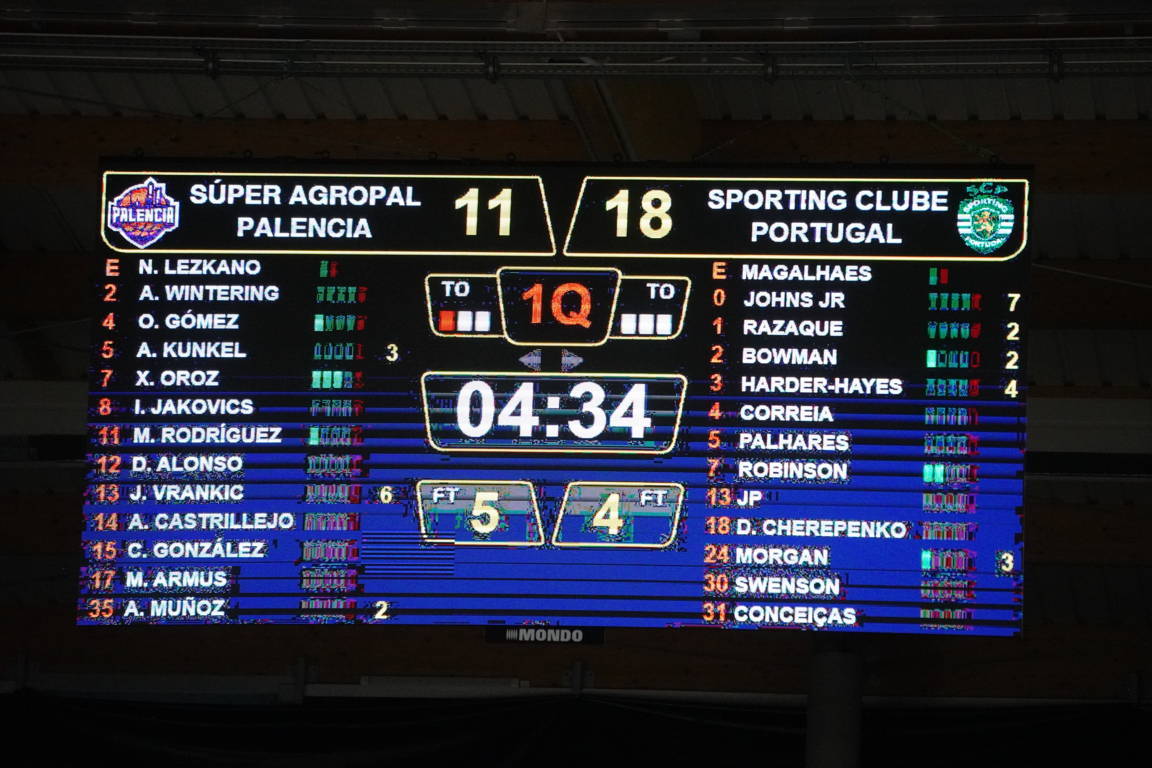 SÚPER AGROPAL
PALENCIA
11
18
SPORTING CLUBE
PORTUGAL
PALENCIA
SCP
SPORTING
PORTUGAL
E N. LEZKANO
2 A. WINTERING
4 O. GÓMEZ
5 A. KUNKEL 3
7 X. OROZ
8 I. JAKOVICS
11 M. RODRÍGUEZ
12 D. ALONSO
13 J. VRANKIC 6
14 A. CASTRILLEJO
15 C. GONZÁLEZ
17 M. ARMUS
35 A. MUÑOZ 2
TO 1Q TO
04:34
FT 5 4 FT
E MAGALHAES
0 JOHNS JR 7
1 RAZAQUE 2
2 BOWMAN 2
3 HARDER-HAYES 4
4 CORREIA
5 PALHARES
7 ROBINSON
13 JP
18 D. CHEREPENKO
24 MORGAN 3
30 SWENSON
31 CONCEIÇAS
MONDO